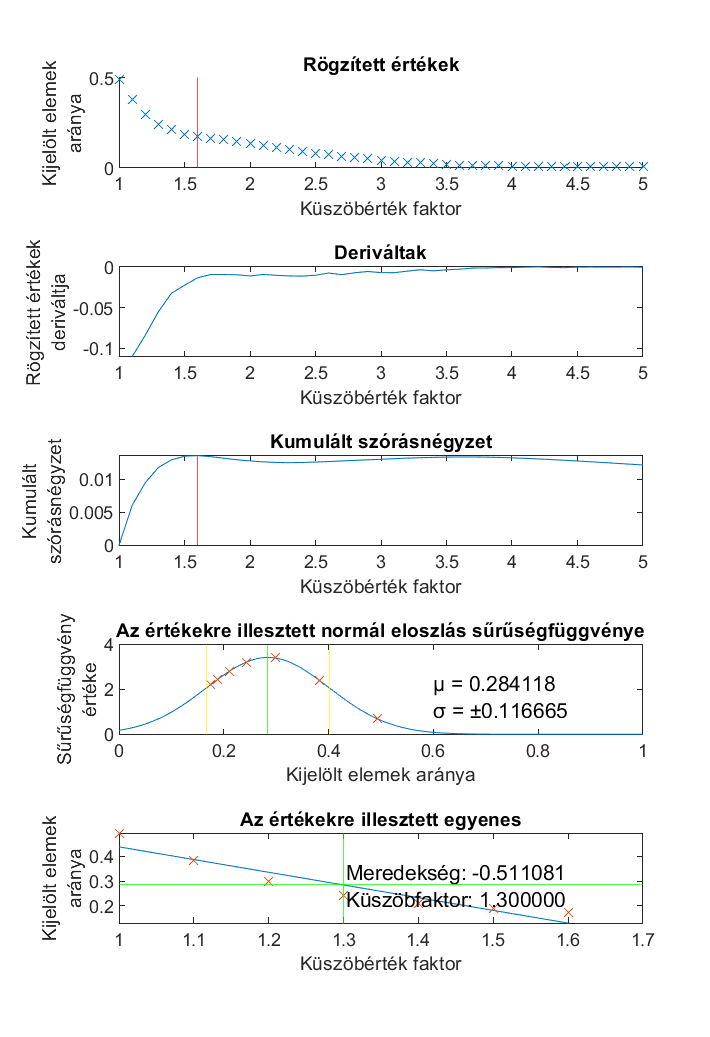 Rögzített értékek
Kijelölt elemek
aránya
0.5
0
1 1.5 2 2.5 3 3.5 4 4.5 5
Küszöbérték faktor
Deriváltak
Rögzített értékek
deriváltja
0
-0.05
-0.1
1 1.5 2 2.5 3 3.5 4 4.5 5
Küszöbérték faktor
Kumulált szórásnégyzet
Kumulált
szórásnégyzet
0.01
0.005
0
1 1.5 2 2.5 3 3.5 4 4.5 5
Küszöbérték faktor
Az értékekre illesztett normál eloszlás sűrűségfüggvénye
Sűrűségfüggvény
értéke
4
2
0
μ = 0.284118
σ = ±0.116665
0 0.2 0.4 0.6 0.8 1
Kijelölt elemek aránya
Az értékekre illesztett egyenes
Kijelölt elemek
aránya
0.4
0.3
0.2
Meredekség: -0.511081
Küszöbfaktor: 1.300000
1 1.1 1.2 1.3 1.4 1.5 1.6 1.7
Küszöbérték faktor